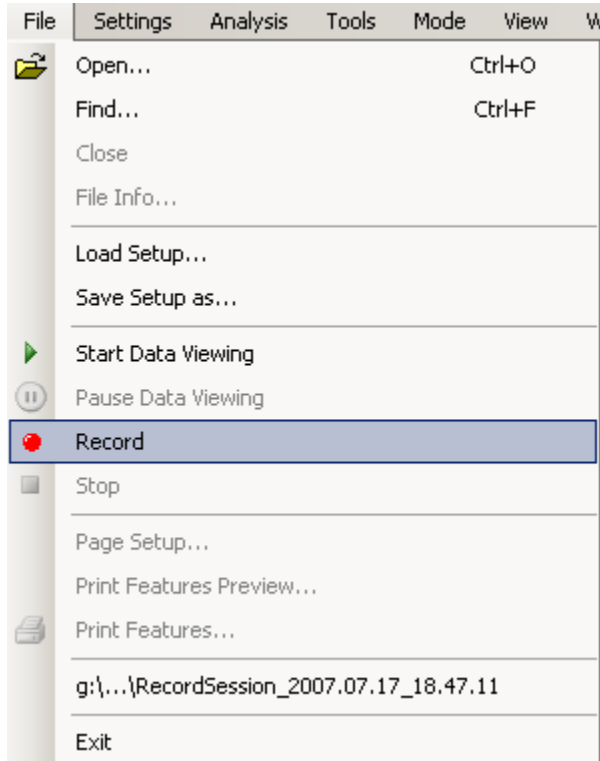 File Settings Analysis Tools Mode View
Open... Ctrl+O
Find... Ctrl+F
Close
File Info...
Load Setup...
Save Setup as...
Start Data Viewing
Pause Data Viewing
Record
Stop
Page Setup...
Print Features Preview...
Print Features...
g:\...\RecordSession_2007.07.17_18.47.11
Exit